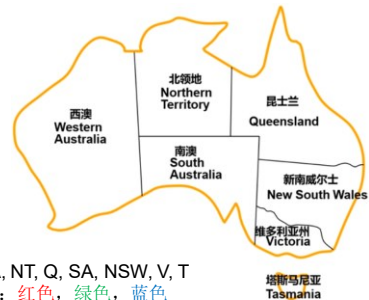 北领地
Northern
Territory
西澳
Western
Australia
昆士兰
Queensland
南澳
South
Australia
新南威尔士
New South Wales
维多利亚州
Victoria
, NT, Q, SA, NSW, V, T
：红色，绿色，蓝色
塔斯马尼亚
Tasmania